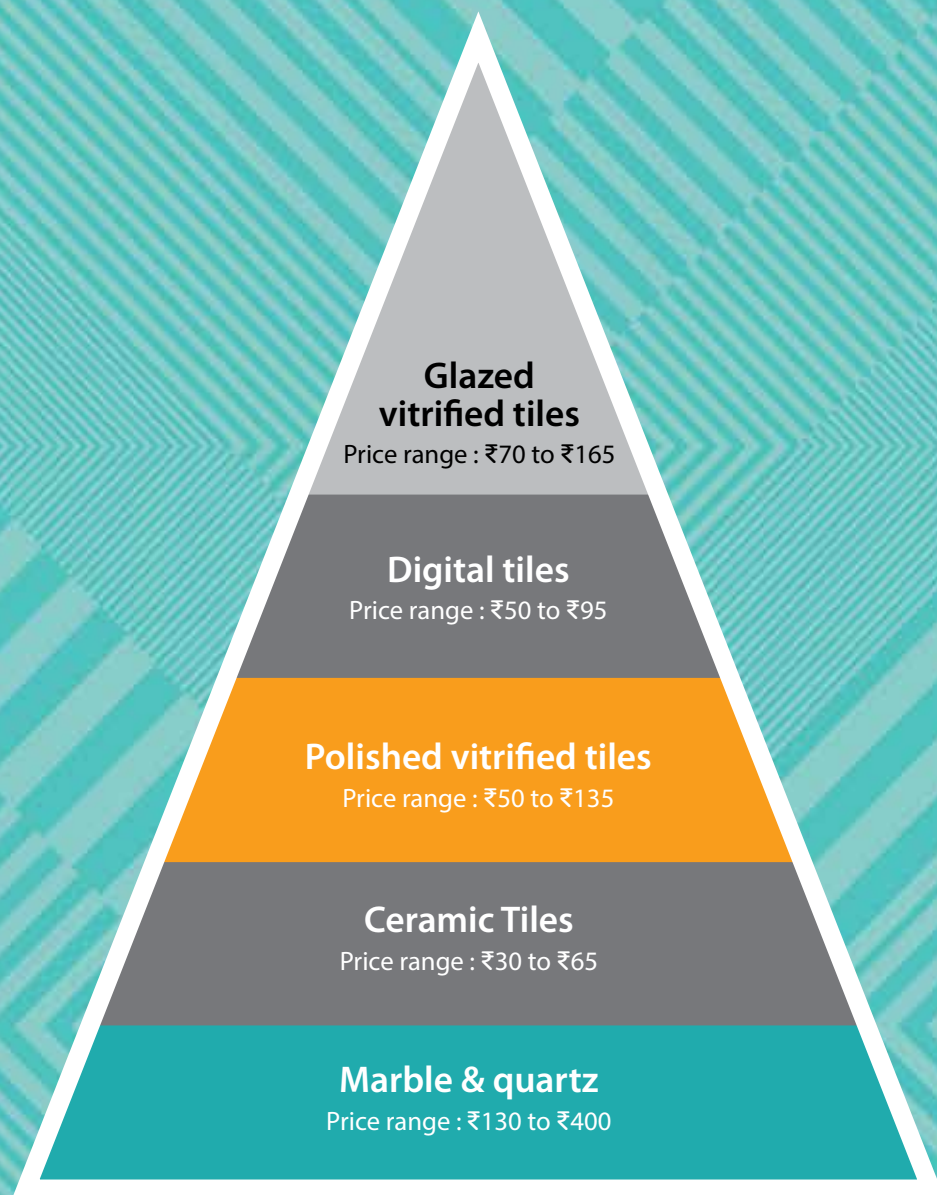 Glazed
vitrified tiles
Price range : ₹70 to ₹165
Digital tiles
Price range : ₹50 to ₹95
Polished vitrified tiles
Price range : ₹50 to ₹135
Ceramic Tiles
Price range : ₹30 to ₹65
Marble & quartz
Price range : ₹130 to ₹400